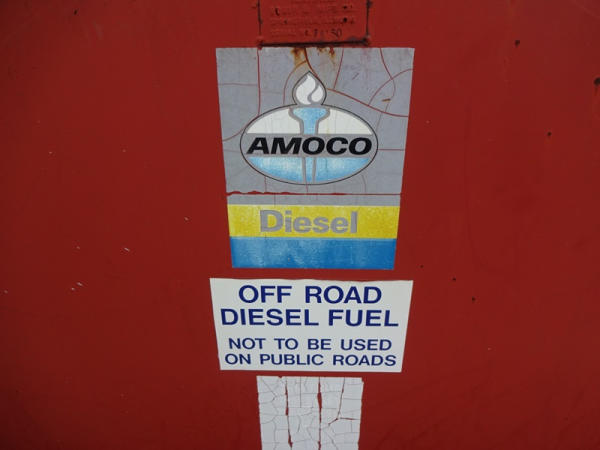 AMOCO
Diesel
OFF ROAD
DIESEL FUEL
NOT TO BE USED
ON PUBLIC ROADS